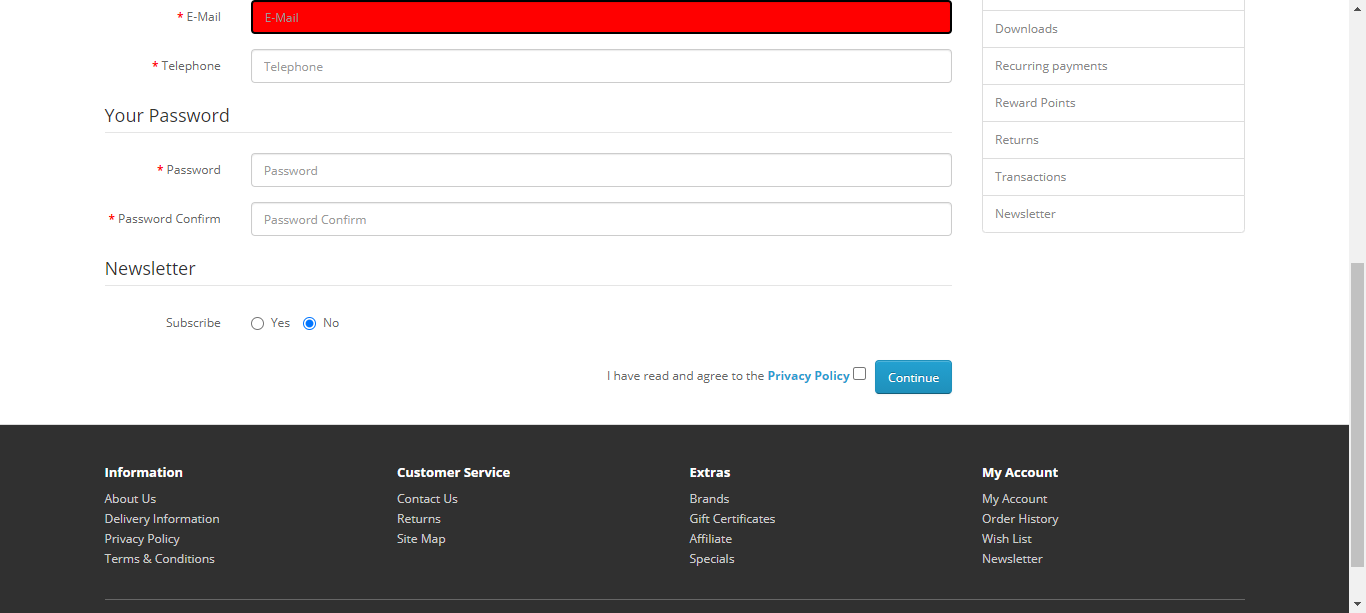 * E-Mail
E-Mail
* Telephone
Telephone
Your Password
* Password
Password
* Password Confirm
Password Confirm
Newsletter
Subscribe
Yes
No
I have read and agree to the Privacy Policy
Continue
Downloads
Recurring payments
Reward Points
Returns
Transactions
Newsletter
Information
About Us
Delivery Information
Privacy Policy
Terms & Conditions
Customer Service
Contact Us
Returns
Site Map
Extras
Brands
Gift Certificates
Affiliate
Specials
My Account
My Account
Order History
Wish List
Newsletter